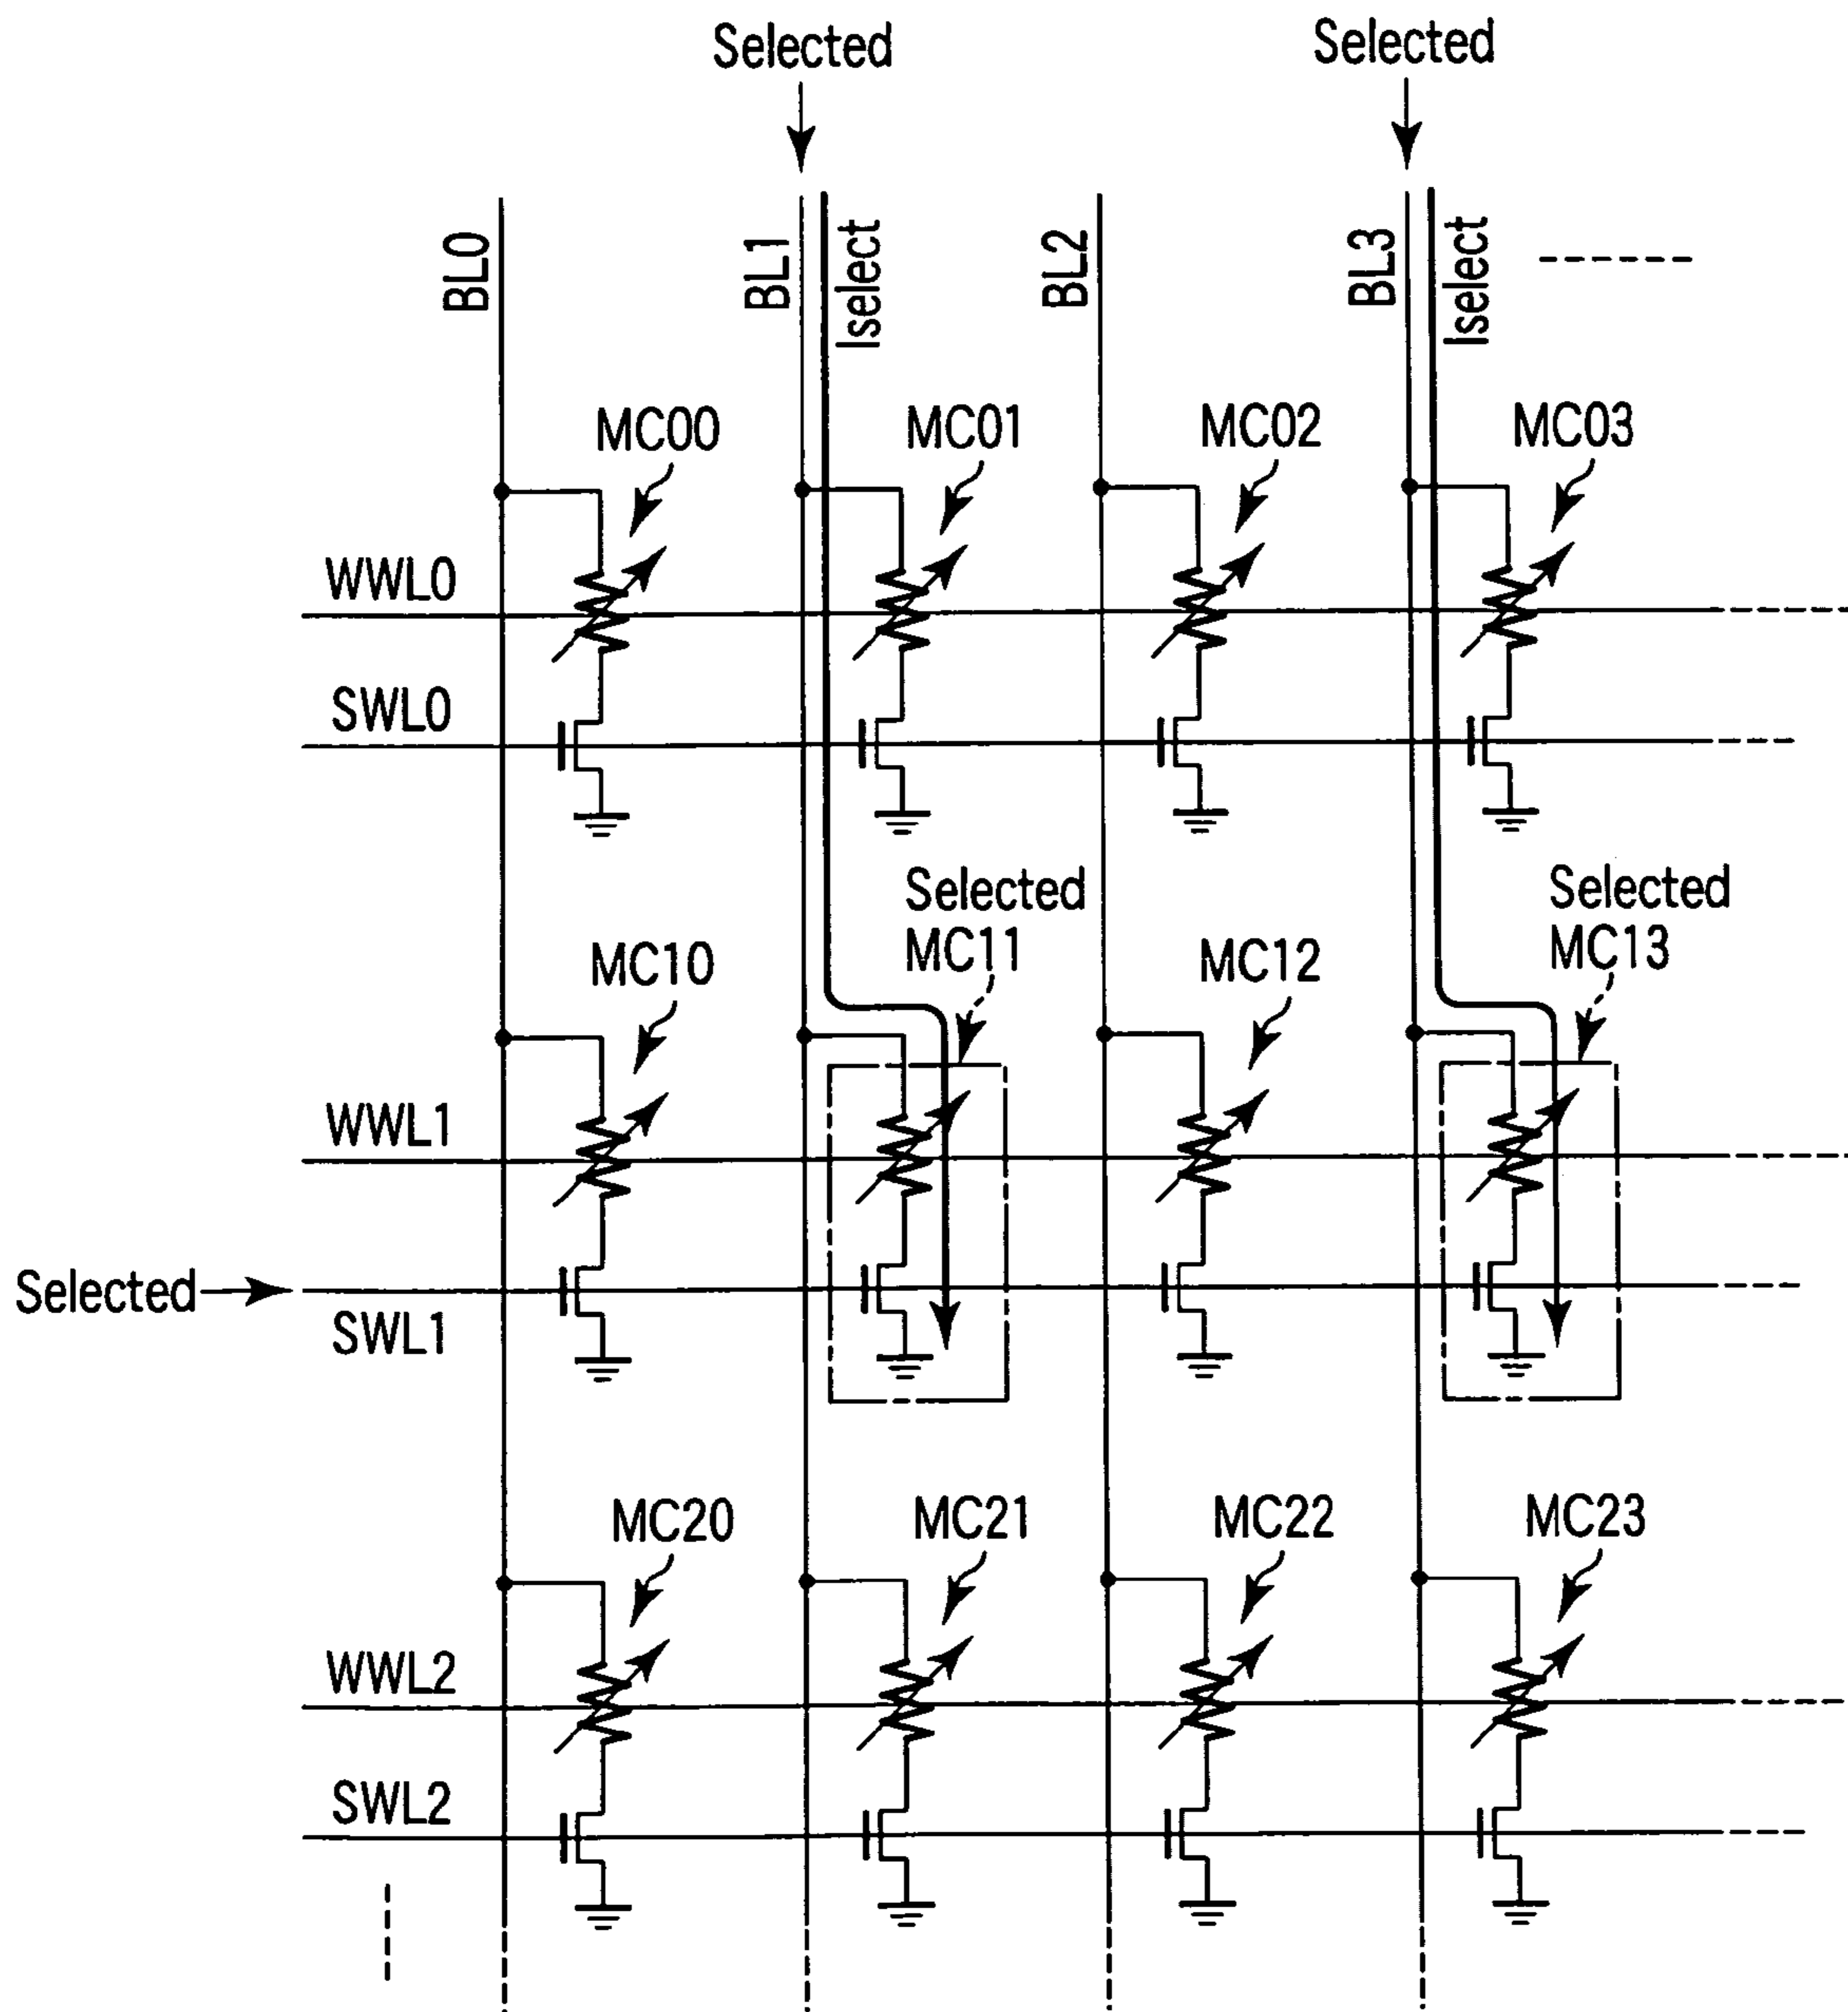 Selected
Selected
BL0
BL1
Iselect
BL2
BL3
Iselect
MC00
MC01
MC02
MC03
WWL0
SWL0
Selected
MC11
Selected
MC13
MC10
MC12
WWL1
Selected
SWL1
MC20
MC21
MC22
MC23
WWL2
SWL2